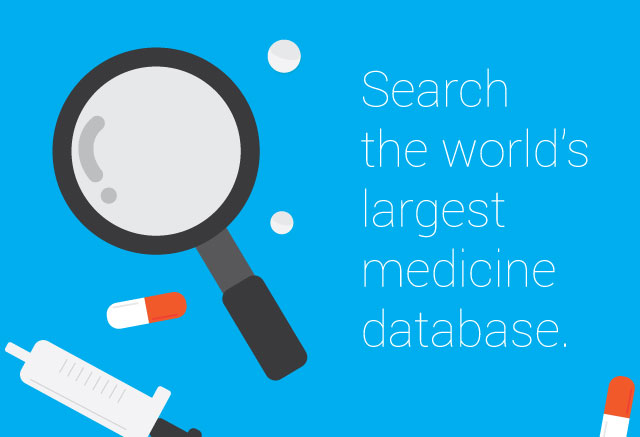 Search
the world’s
largest
medicine
database.